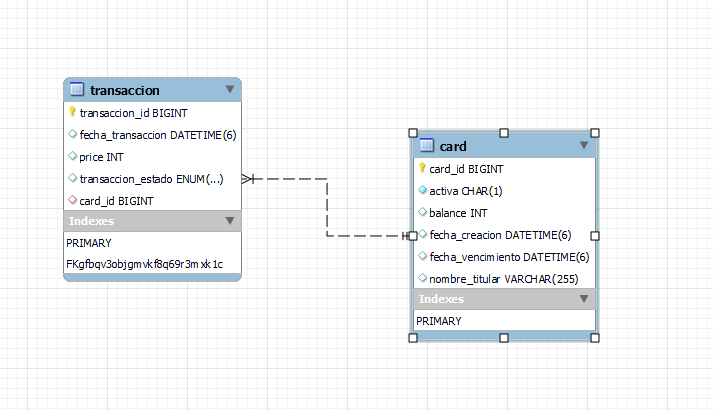 transaccion
transaccion_id BIGINT
fecha_transaccion DATETIME(6)
price INT
transaccion_estado ENUM(...)
card_id BIGINT
Indexes
PRIMARY
FKgfbqv3objgmvkf8q69r3mxk1c
card
card_id BIGINT
activa CHAR(1)
balance INT
fecha_creacion DATETIME(6)
fecha_vencimiento DATETIME(6)
nombre_titular VARCHAR(255)
Indexes
PRIMARY